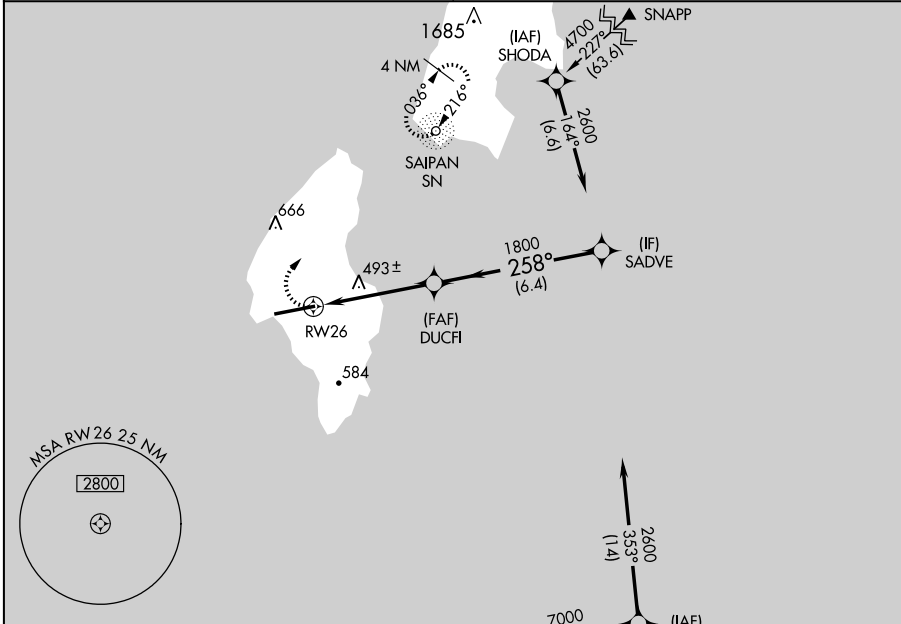 SNAPP
1685
(IAF)
SHODA
4700
227°
(63.6)
4 NM
036°
216°
2600
164°
(6.6)
SAIPAN
SN
666
1800
258°
(6.4)
(IF)
SADVE
493±
RW26
(FAF)
DUCFI
584
MSA RW26 25 NM
2800
2600
353°
(14)
7000
(IAF)